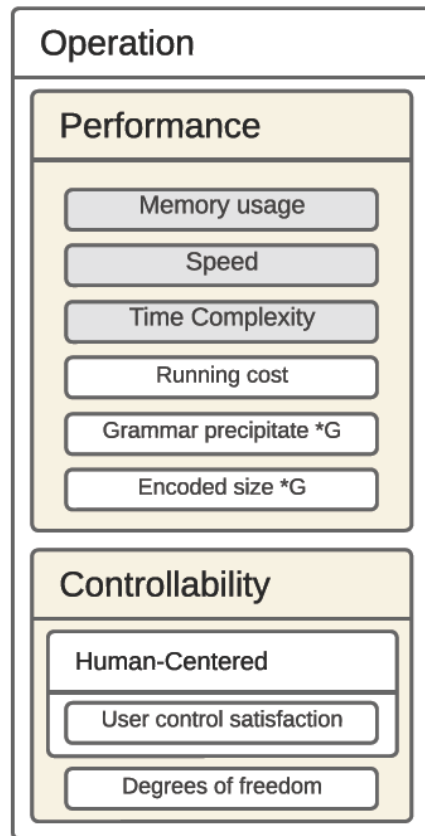 Operation
Performance
Memory usage
Speed
Time Complexity
Running cost
Grammar precipitate *G
Encoded size *G
Controllability
Human-Centered
User control satisfaction
Degrees of freedom